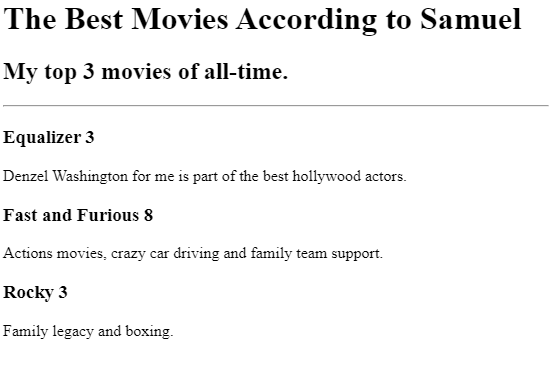 The Best Movies According to Samuel
My top 3 movies of all-time.
Equalizer 3
Denzel Washington for me is part of the best hollywood actors.
Fast and Furious 8
Actions movies, crazy car driving and family team support.
Rocky 3
Family legacy and boxing.